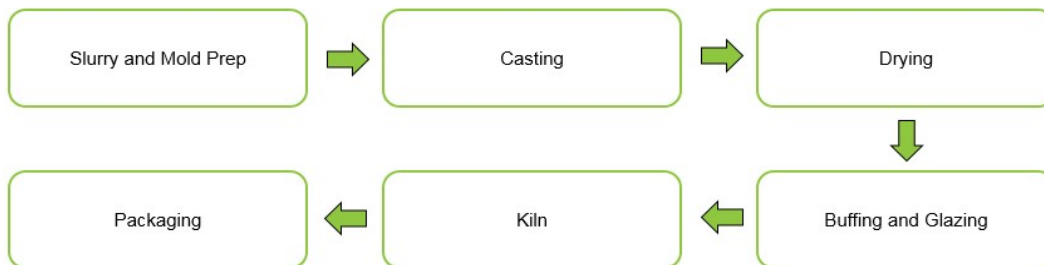 Slurry and Mold Prep
Casting
Drying
Buffing and Glazing
Kiln
Packaging